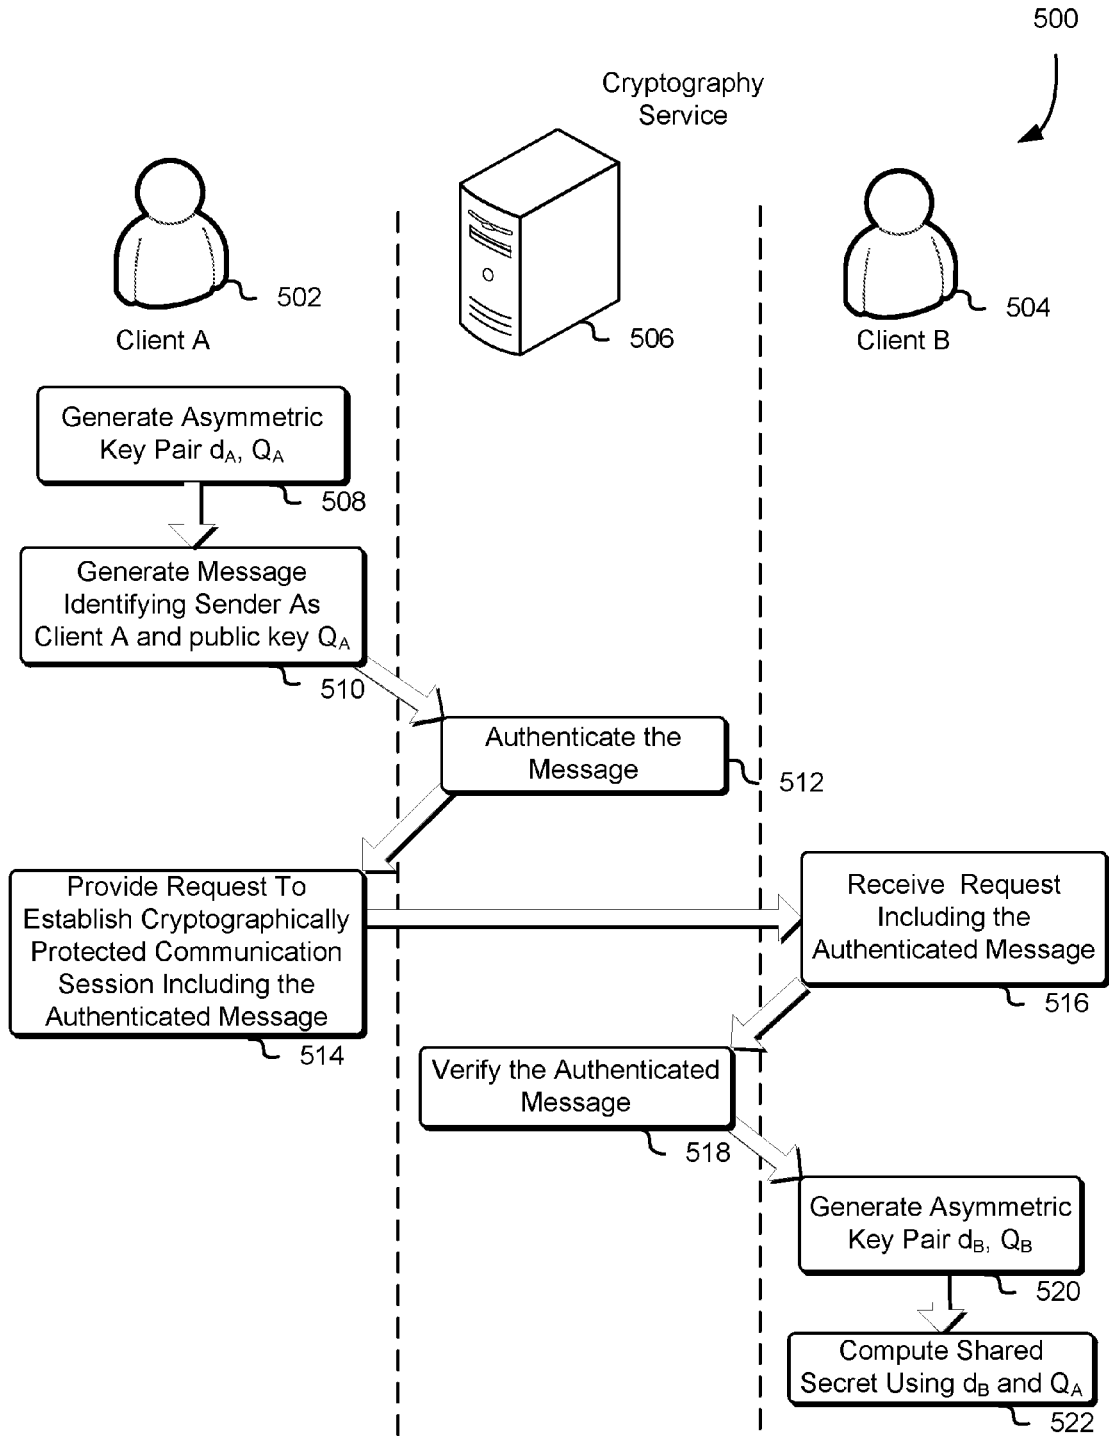 500
Cryptography
Service
502
506
504
Client A
Client B
Generate Asymmetric
Key Pair dA, QA
508
Generate Message
Identifying Sender As
Client A and public key QA
510
Authenticate the
Message
512
Provide Request To
Establish Cryptographically
Protected Communication
Session Including the
Authenticated Message
514
Receive Request
Including the
Authenticated Message
516
Verify the Authenticated
Message
518
Generate Asymmetric
Key Pair dB, QB
520
Compute Shared
Secret Using dB and QA
522